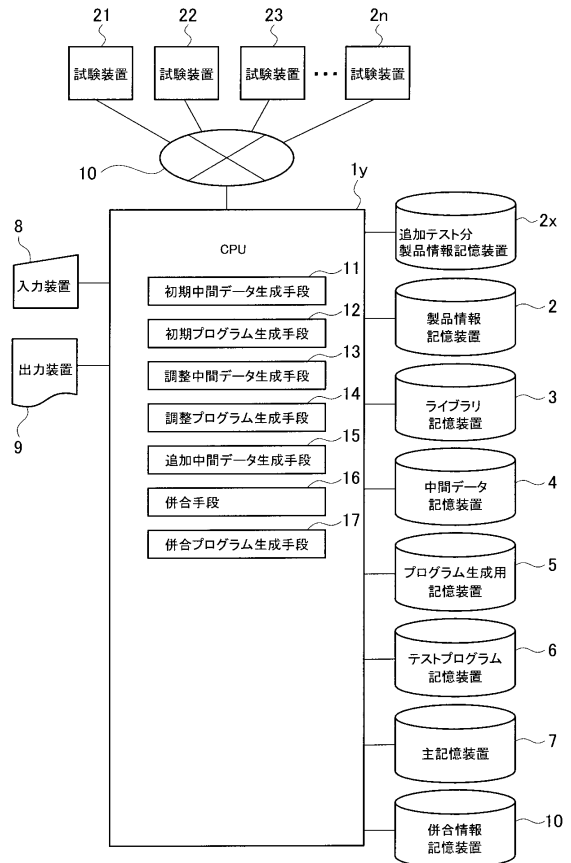 21
22
23
2n
試験装置
試験装置
試験装置
・・・
試験装置
10
1y
8
入力装置
出力装置
9
CPU
11
初期中間データ生成手段
12
初期プログラム生成手段
13
調整中間データ生成手段
14
調整プログラム生成手段
15
追加中間データ生成手段
16
併合手段
17
併合プログラム生成手段
追加テスト分
製品情報記憶装置
2x
製品情報
記憶装置
2
ライブラリ
記憶装置
3
中間データ
記憶装置
4
プログラム生成用
記憶装置
5
テストプログラム
記憶装置
6
主記憶装置
7
併合情報
記憶装置
10